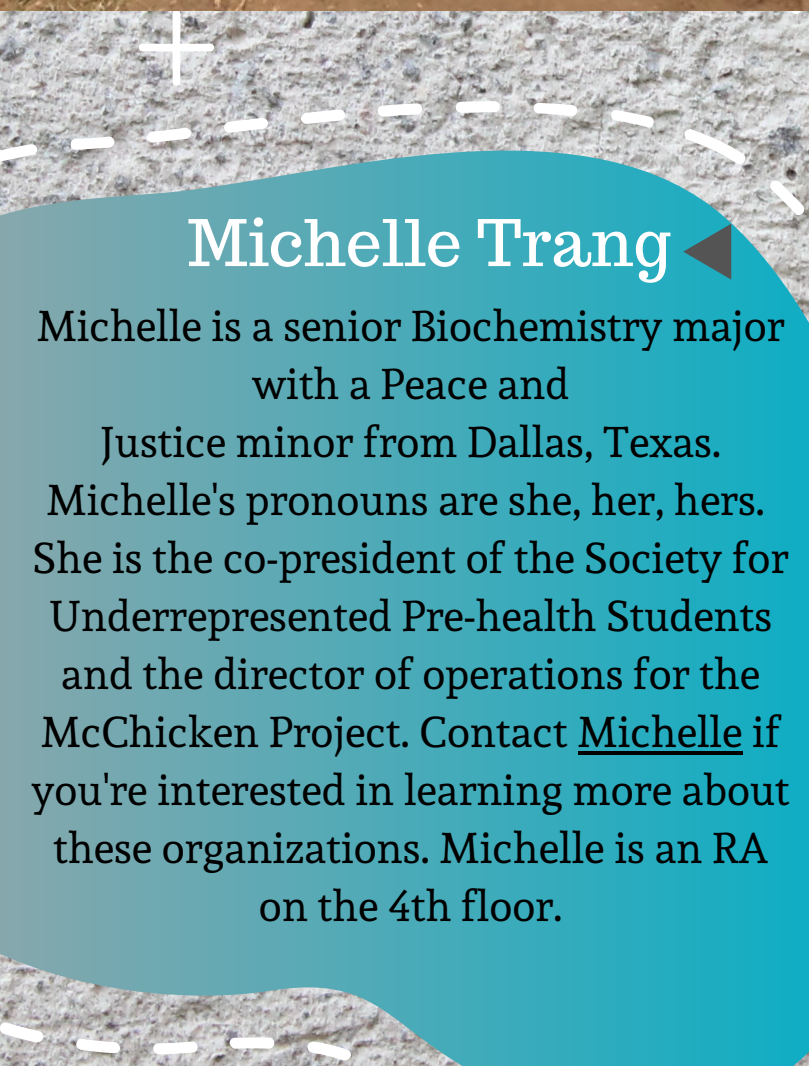 Michelle Trang
Michelle is a senior Biochemistry major
with a Peace and
Justice minor from Dallas, Texas.
Michelle's pronouns are she, her, hers.
She is the co-president of the Society for
Underrepresented Pre-health Students
and the director of operations for the
McChicken Project. Contact Michelle if
you're interested in learning more about
these organizations. Michelle is an RA
on the 4th floor.